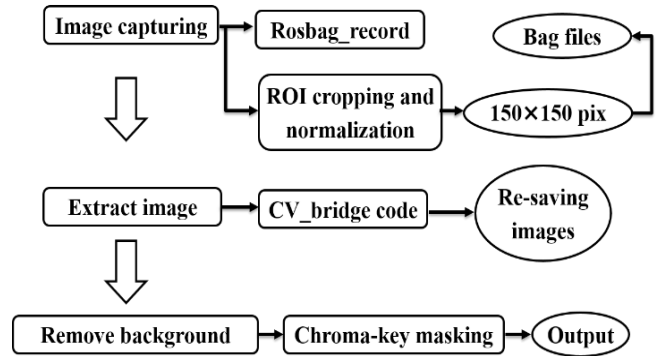 Image capturing
Rosbag_record
Bag files
ROI cropping and
normalization
150×150 pix
Extract image
CV_bridge code
Re-saving
images
Remove background
Chroma-key masking
Output